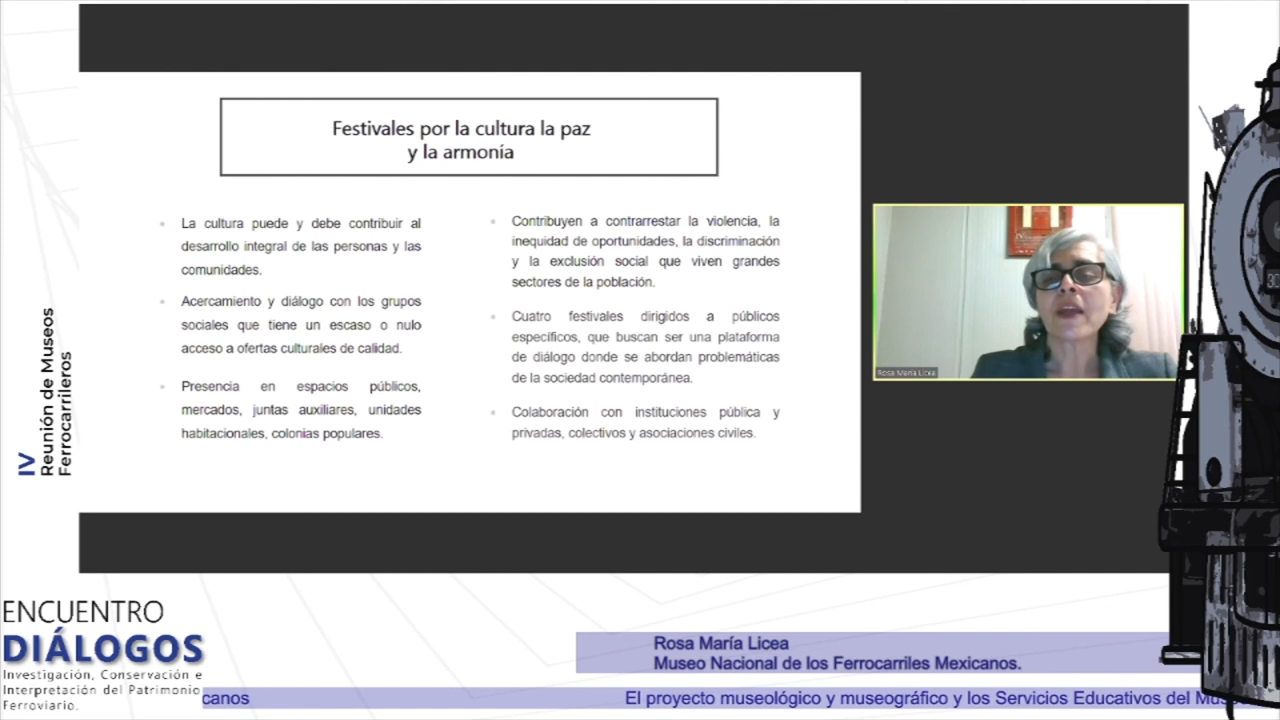 Festivales por la cultura la paz
y la armonía
La cultura puede y debe contribuir al
desarrollo integral de las personas y las
comunidades.
Acercamiento y diálogo con los grupos
sociales que tiene un escaso o nulo
acceso a ofertas culturales de calidad.
Presencia en espacios públicos,
mercados, juntas auxiliares, unidades
habitacionales, colonias populares.
Contribuyen a contrarrestar la violencia, la
inequidad de oportunidades, la discriminación
y la exclusión social que viven grandes
sectores de la población.
Cuatro festivales dirigidos a públicos
específicos, que buscan ser una plataforma
de diálogo donde se abordan problemáticas
de la sociedad contemporánea.
Colaboración con instituciones pública y
privadas, colectivos y asociaciones civiles.
Rosa María Licea
IV
Reunión de Museos
Ferrocarrileros
ENCUENTRO
DIÁLOGOS
Investigación, Conservación e
Interpretación del Patrimonio
Ferroviario.
Rosa María Licea
Museo Nacional de los Ferrocarriles Mexicanos.
canos El proyecto museológico y museográfico y los Servicios Educativos del